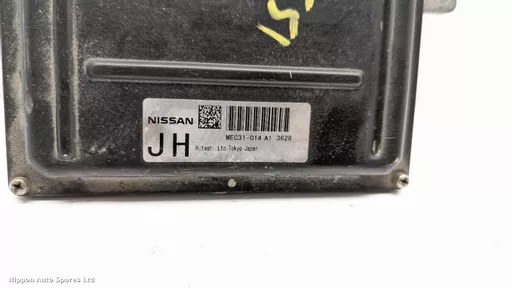 NISSAN
MEC31-014 A1 3628
JH
Hitachi Ltd.Tokyo Japan
Nippon Auto Spares Ltd